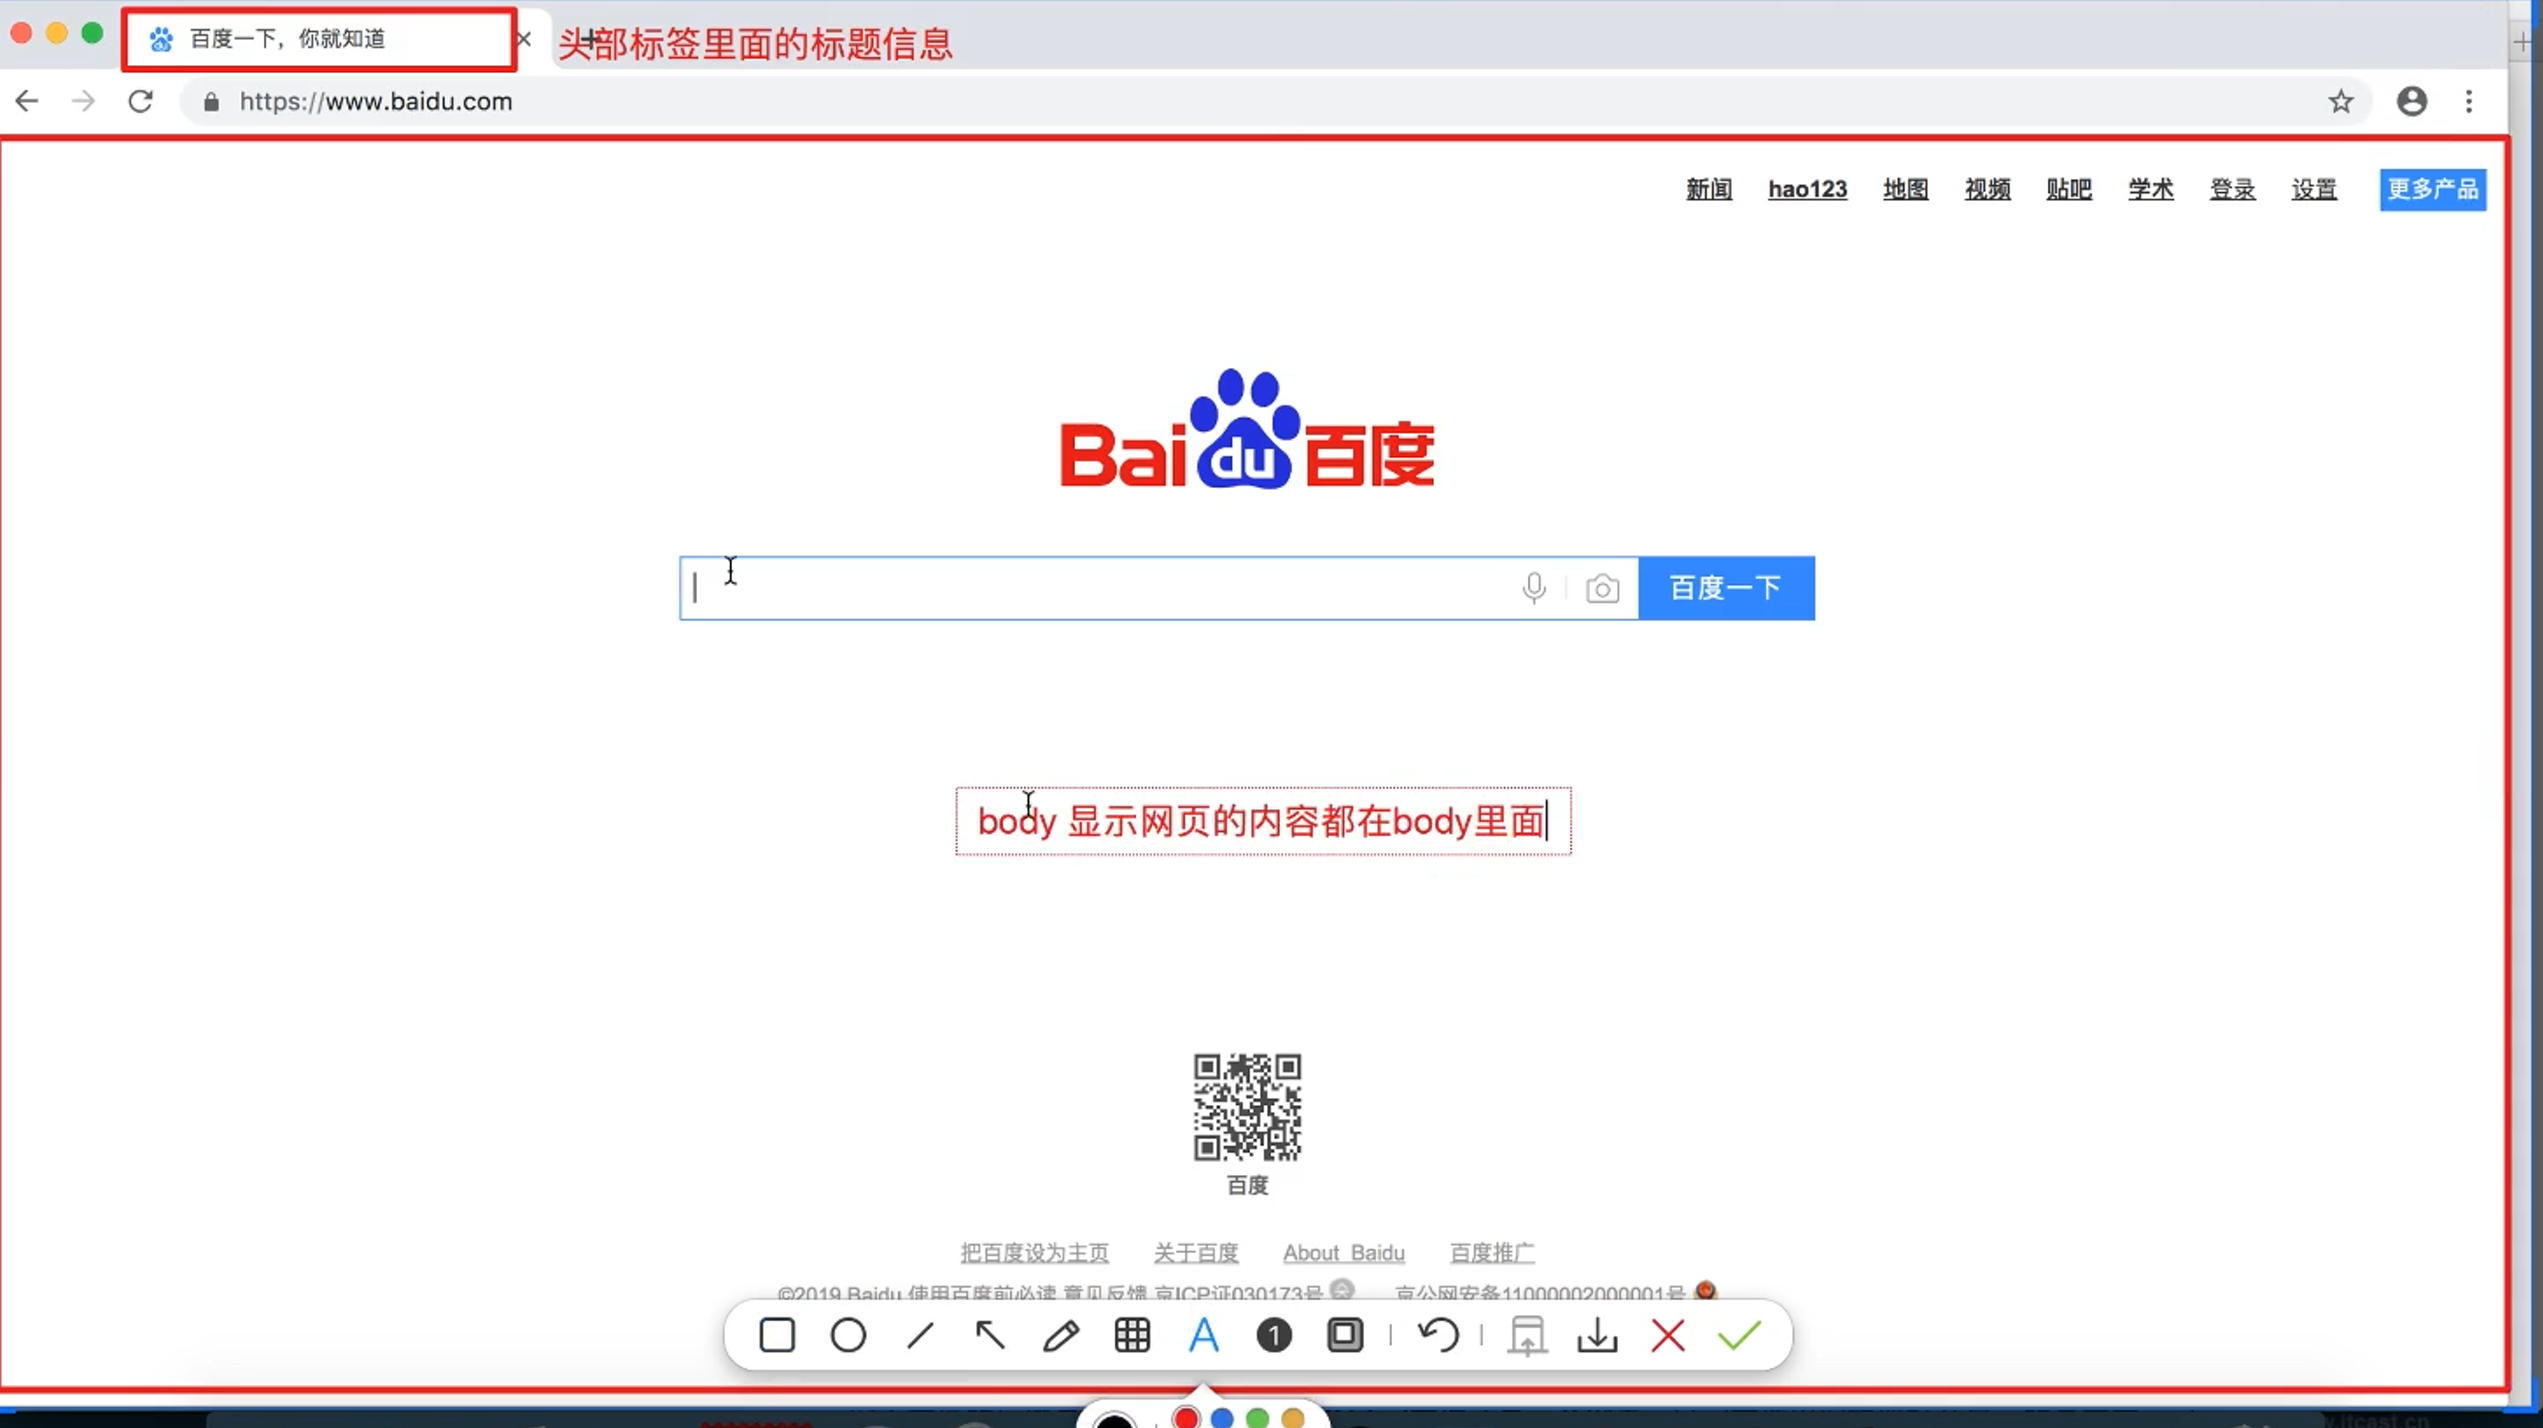 百度一下，你就知道
头部标签里面的标题信息
https://www.baidu.com
新闻 hao123 地图 视频 贴吧 学术 登录 设置 更多产品
Bai du 百度
百度一下
body 显示网页的内容都在body里面
百度
把百度设为主页 关于百度 About Baidu 百度推广
©2019 Baidu 使用百度前必读 意见反馈 京ICP证030173号 京公网安备11000002000001号
A 1